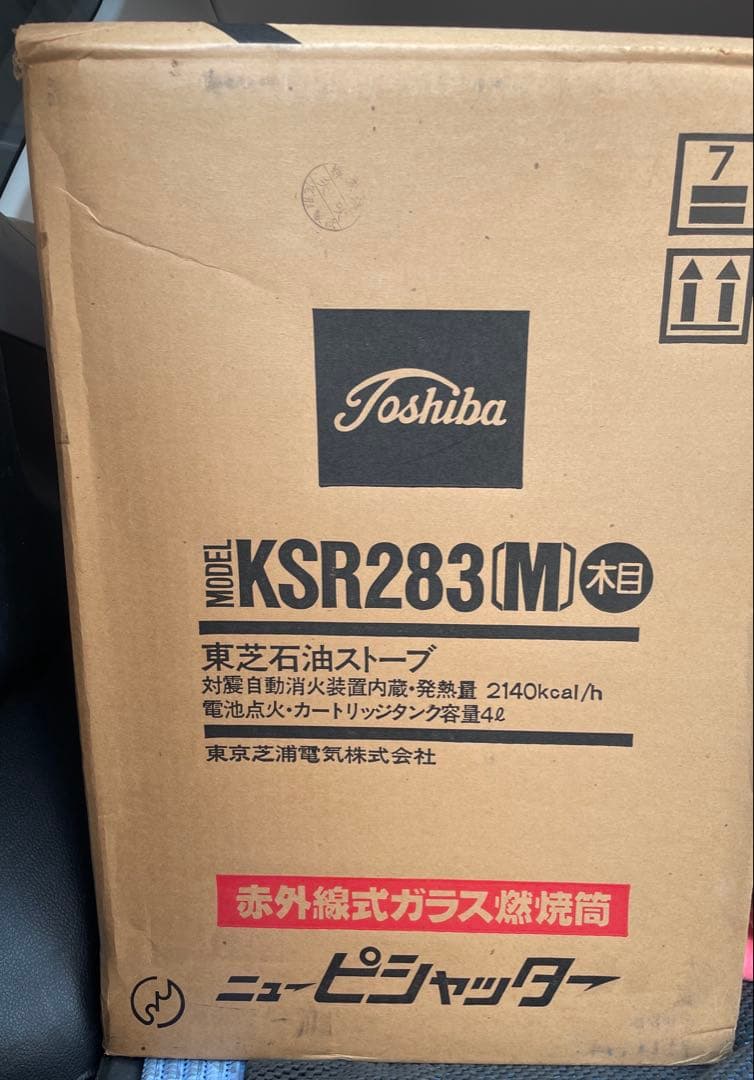 7
Toshiba
MODEL KSR283[M] 木目
東芝石油ストーブ
対震自動消火装置内蔵・発熱量 2140kcal/h
電池点火・カートリッジタンク容量4ℓ
東京芝浦電気株式会社
赤外線式ガラス燃焼筒
ニューピシャッター